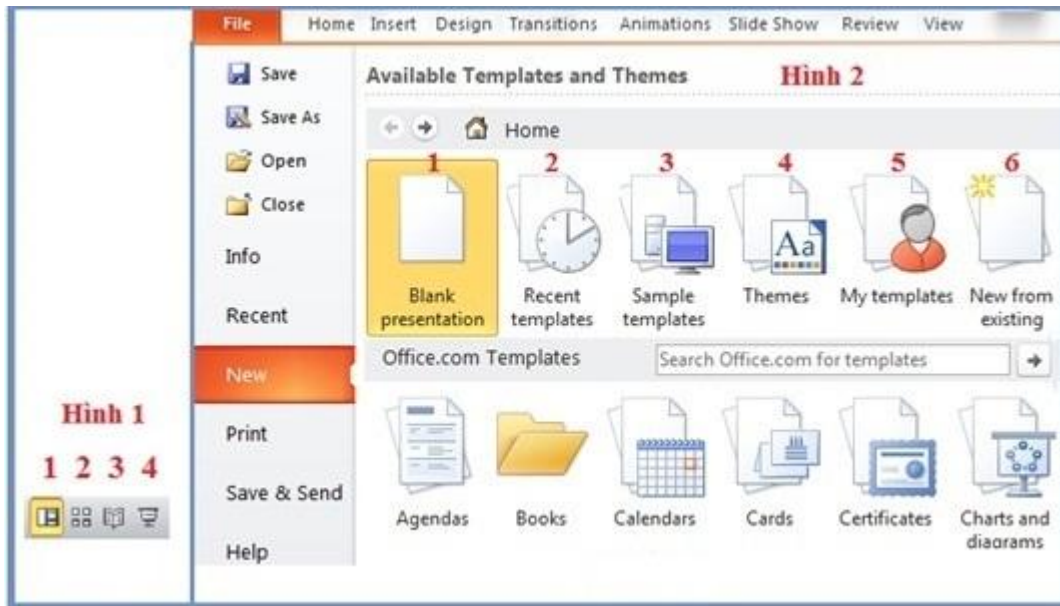 File Home Insert Design Transitions Animations Slide Show Review View
Save
Save As
Open
Close
Info
Recent
New
Print
Save & Send
Help
Available Templates and Themes Hình 2
Home
1 2 3 4 5 6
Blank presentation
Recent templates
Sample templates
Themes
My templates
New from existing
Office.com Templates Search Office.com for templates
Agendas Books Calendars Cards Certificates Charts and diagrams
Hình 1
1 2 3 4
Aa